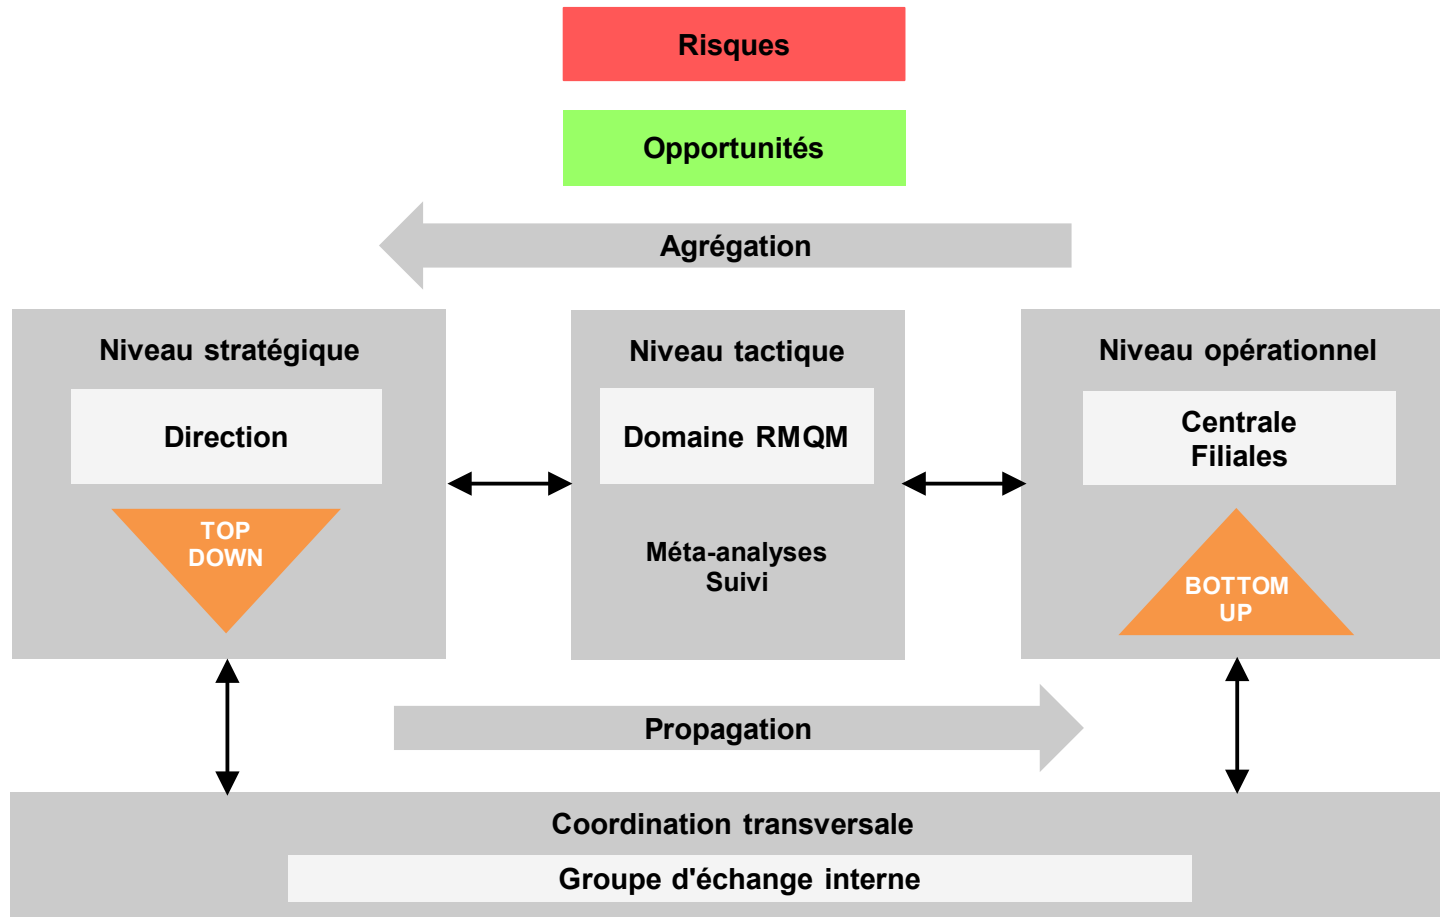 Risques
Opportunités
Agrégation
Niveau stratégique
Direction
TOP
DOWN
Niveau tactique
Domaine RMQM
Méta-analyses
Suivi
Niveau opérationnel
Centrale
Filiales
BOTTOM
UP
Propagation
Coordination transversale
Groupe d'échange interne